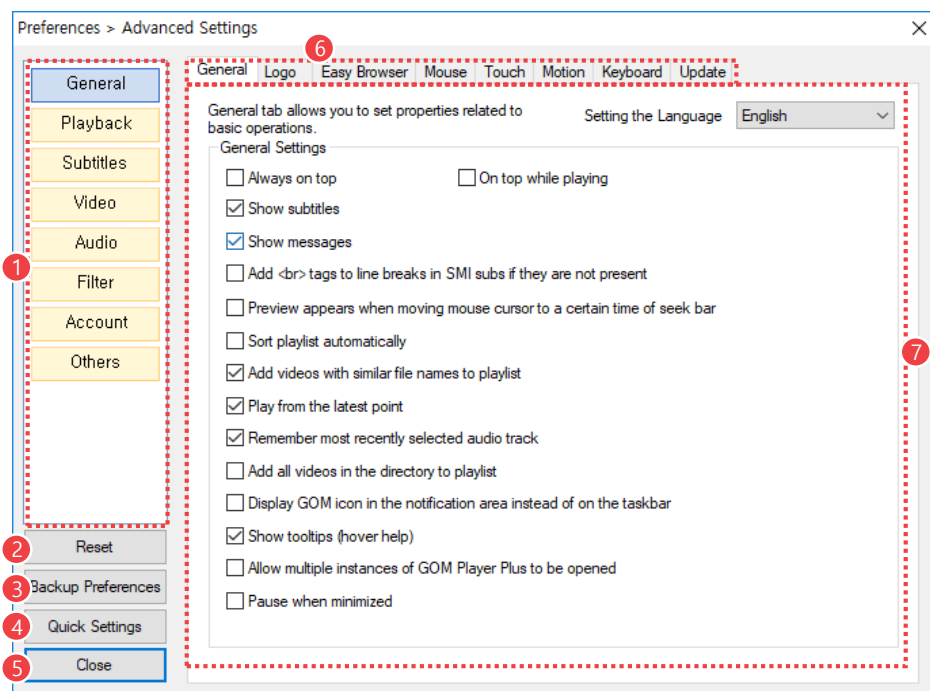 Preferences > Advanced Settings
6
General Logo Easy Browser Mouse Touch Motion Keyboard Update
General
Playback
Subtitles
Video
Audio
Filter
Account
Others
1
2 Reset
3 Backup Preferences
4 Quick Settings
5 Close
General tab allows you to set properties related to
basic operations.
Setting the Language English
General Settings
Always on top On top while playing
Show subtitles
Show messages
Add <br> tags to line breaks in SMI subs if they are not present
Preview appears when moving mouse cursor to a certain time of seek bar
Sort playlist automatically
Add videos with similar file names to playlist
Play from the latest point
Remember most recently selected audio track
Add all videos in the directory to playlist
Display GOM icon in the notification area instead of on the taskbar
Show tooltips (hover help)
Allow multiple instances of GOM Player Plus to be opened
Pause when minimized
7